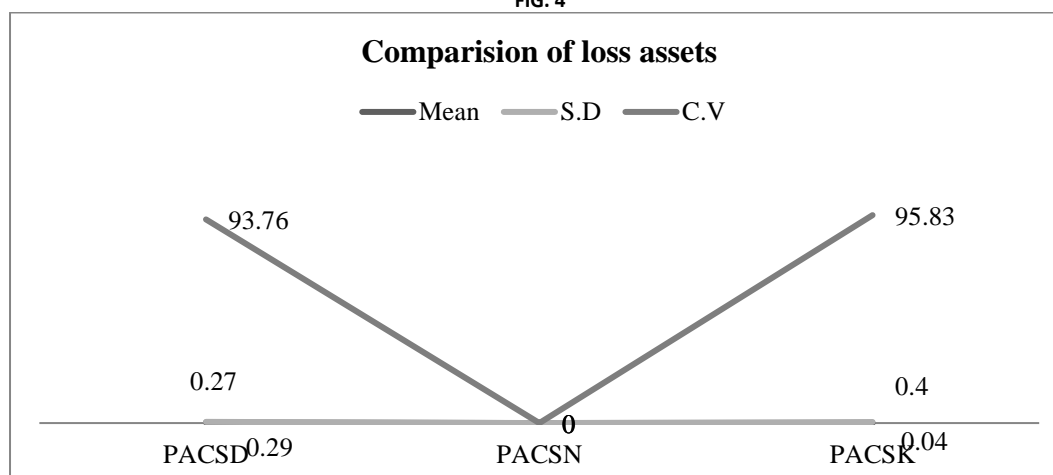 FIG. 4
Comparision of loss assets
Mean S.D C.V
93.76 95.83
0.27 0.4
0
PACSD 0.29 PACSN PACSK 0.04